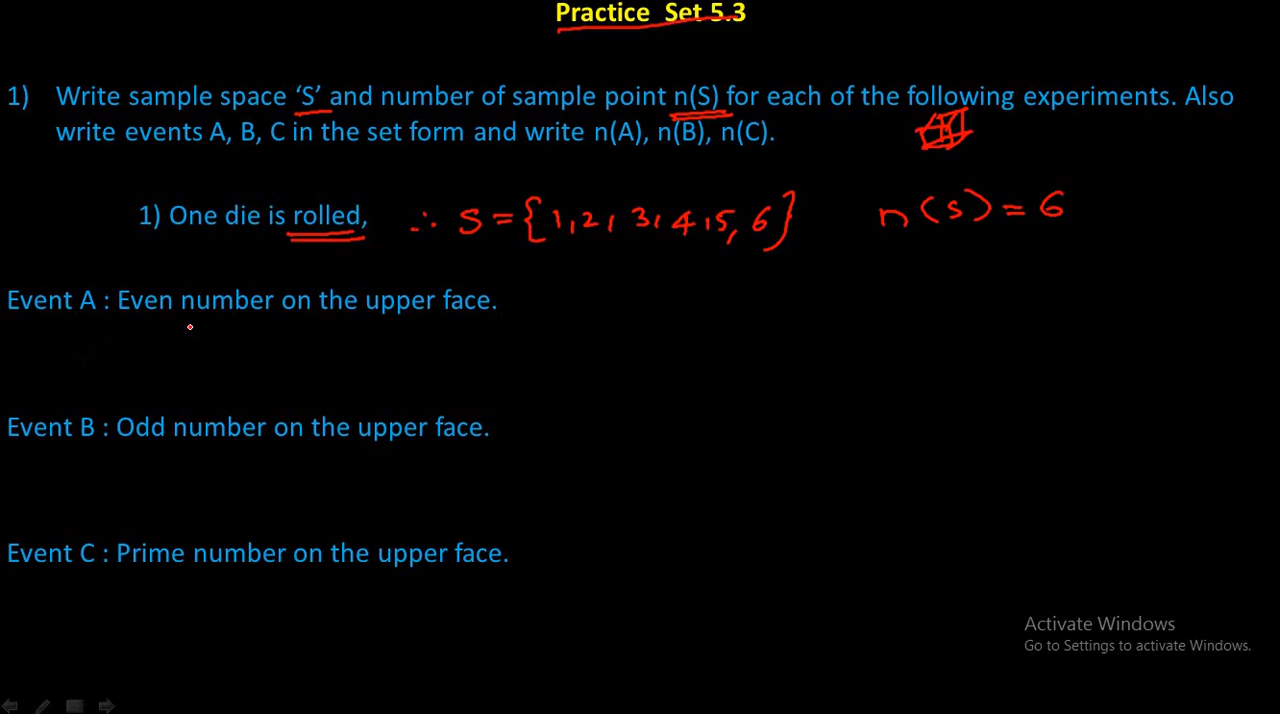 Practice Set 5.3
1) Write sample space ‘S’ and number of sample point n(S) for each of the following experiments. Also
write events A, B, C in the set form and write n(A), n(B), n(C).
1) One die is rolled, ∴ S = {1, 2, 3, 4, 5, 6} n(s) = 6
Event A : Even number on the upper face.
Event B : Odd number on the upper face.
Event C : Prime number on the upper face.
Activate Windows
Go to Settings to activate Windows.